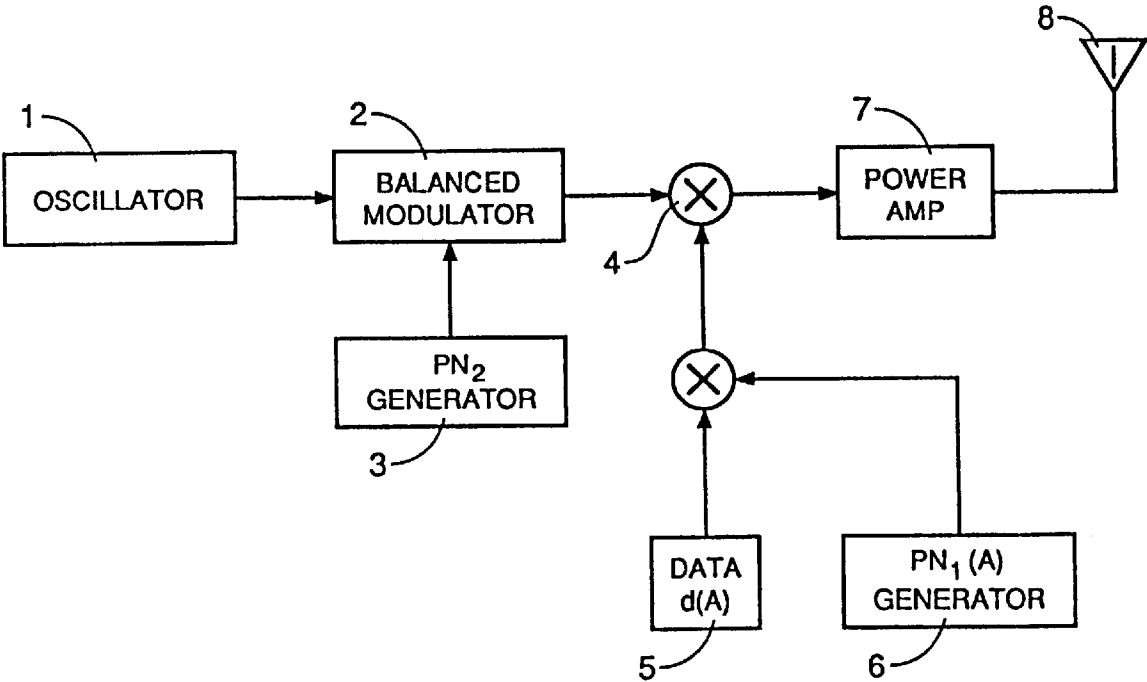 8
1
2
7
OSCILLATOR
BALANCED
MODULATOR
POWER
AMP
4
PN₂
GENERATOR
3
DATA
d(A)
PN₁(A)
GENERATOR
5
6